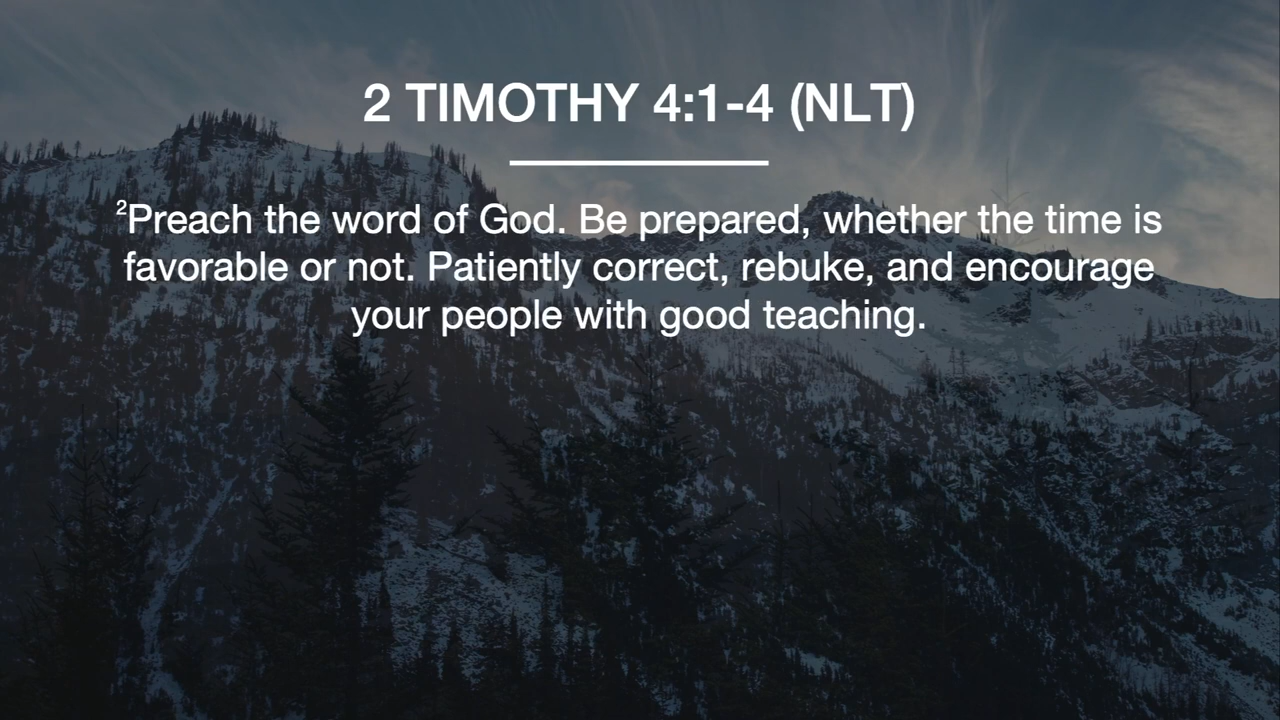 2 TIMOTHY 4:1-4 (NLT)
²Preach the word of God. Be prepared, whether the time is
favorable or not. Patiently correct, rebuke, and encourage
your people with good teaching.